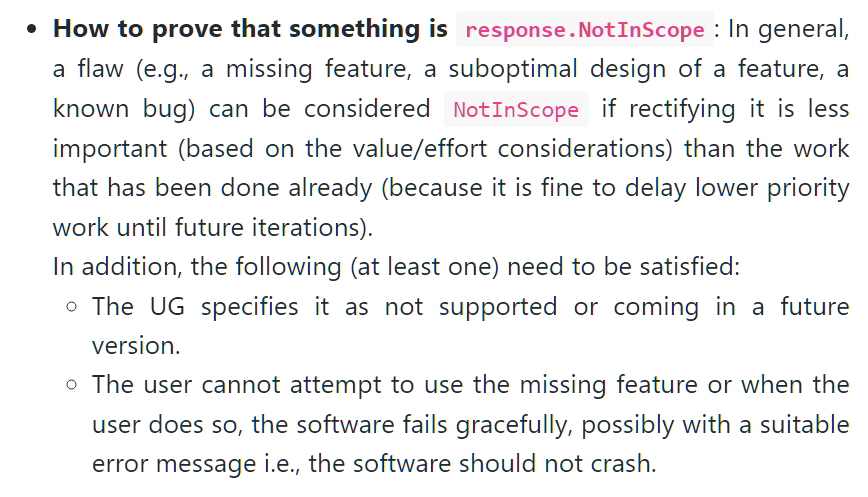 • How to prove that something is response.NotInScope : In general,
a flaw (e.g., a missing feature, a suboptimal design of a feature, a
known bug) can be considered NotInScope if rectifying it is less
important (based on the value/effort considerations) than the work
that has been done already (because it is fine to delay lower priority
work until future iterations).
In addition, the following (at least one) need to be satisfied:
○ The UG specifies it as not supported or coming in a future
version.
○ The user cannot attempt to use the missing feature or when the
user does so, the software fails gracefully, possibly with a suitable
error message i.e., the software should not crash.